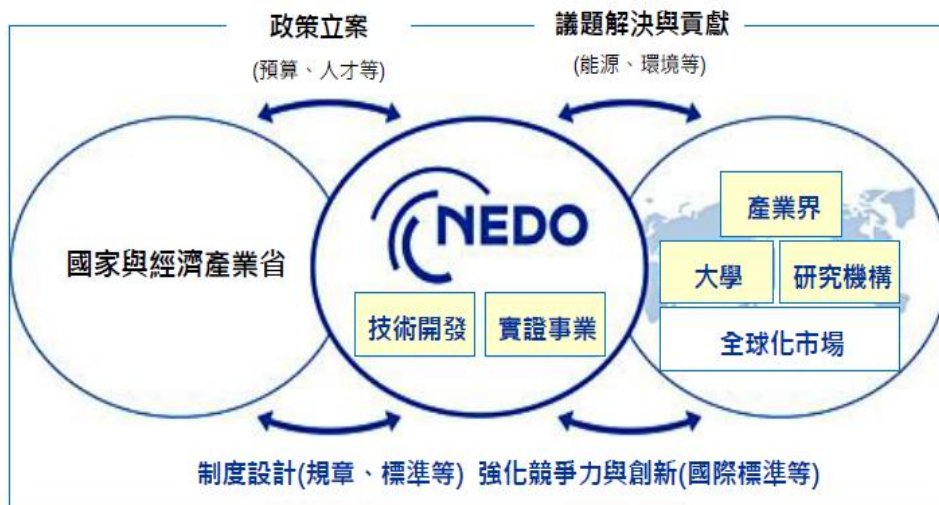 政策立案
(預算、人才等)
議題解決與貢獻
(能源、環境等)
國家與經濟產業省
NEDO
技術開發
實證事業
產業界
大學
研究機構
全球化市場
制度設計(規章、標準等)
強化競爭力與創新(國際標準等)